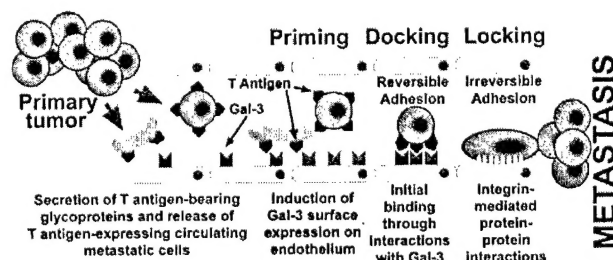 Priming Docking Locking
Primary
tumor
T Antigen
Gal-3
Reversible
Adhesion
Irreversible
Adhesion
METASTASIS
Secretion of T antigen-bearing
glycoproteins and release of
T antigen-expressing circulating
metastatic cells
Induction of
Gal-3 surface
expression on
endothelium
Initial
binding
through
Interactions
with Gal-3
Integrin-
mediated
protein-
protein
interactions